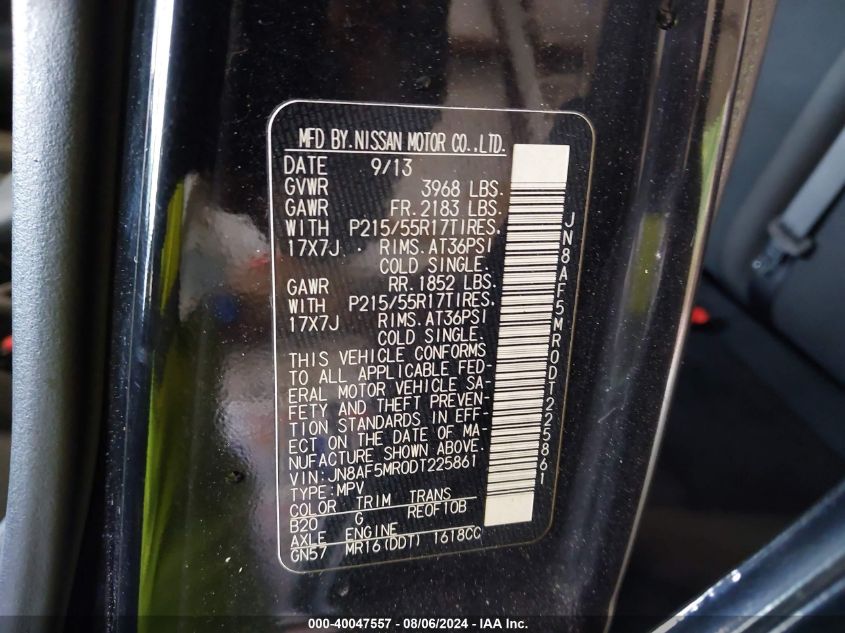 MFD BY.NISSAN MOTOR CO.,LTD.
DATE 9/13
GVWR 3968 LBS.
GAWR FR.2183 LBS.
WITH P215/55R17TIRES.
17X7J RIMS.AT36PSI
COLD SINGLE.
GAWR RR.1852 LBS.
WITH P215/55R17TIRES.
17X7J RIMS.AT36PSI
COLD SINGLE.
THIS VEHICLE CONFORMS
TO ALL APPLICABLE FED-
ERAL MOTOR VEHICLE SA-
FETY AND THEFT PREVEN-
TION STANDARDS IN EFF-
ECT ON THE DATE OF MA-
NUFACTURE SHOWN ABOVE.
VIN:JN8AF5MR0DT225861
TYPE:MPV
COLOR TRIM TRANS
B20 G RE0F10B
AXLE ENGINE
GN57 MR16(DDT) 1618CC
JN8AF5MR0DT225861
000-40047557 - 08/06/2024 - IAA Inc.